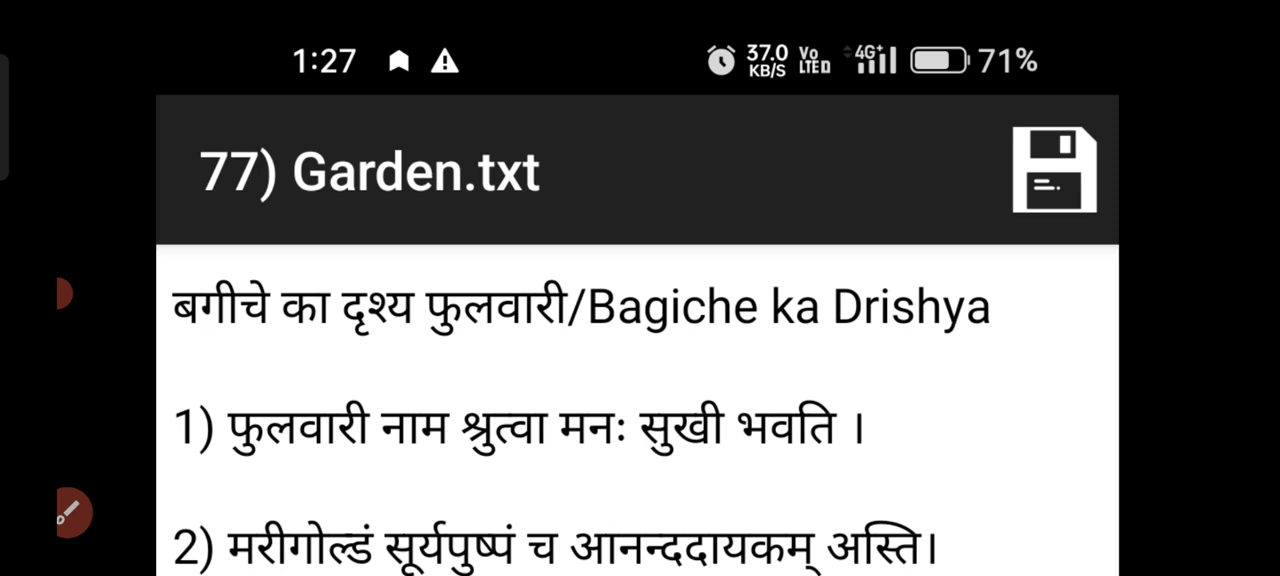 1:27 37.0 KB/S Vo LTED 4G+ 71%
77) Garden.txt
बगीचे का दृश्य फुलवारी/Bagiche ka Drishya
1) फुलवारी नाम श्रुत्वा मनः सुखी भवति ।
2) मरीगोल्डं सूर्यपुष्पं च आनन्ददायकम् अस्ति।